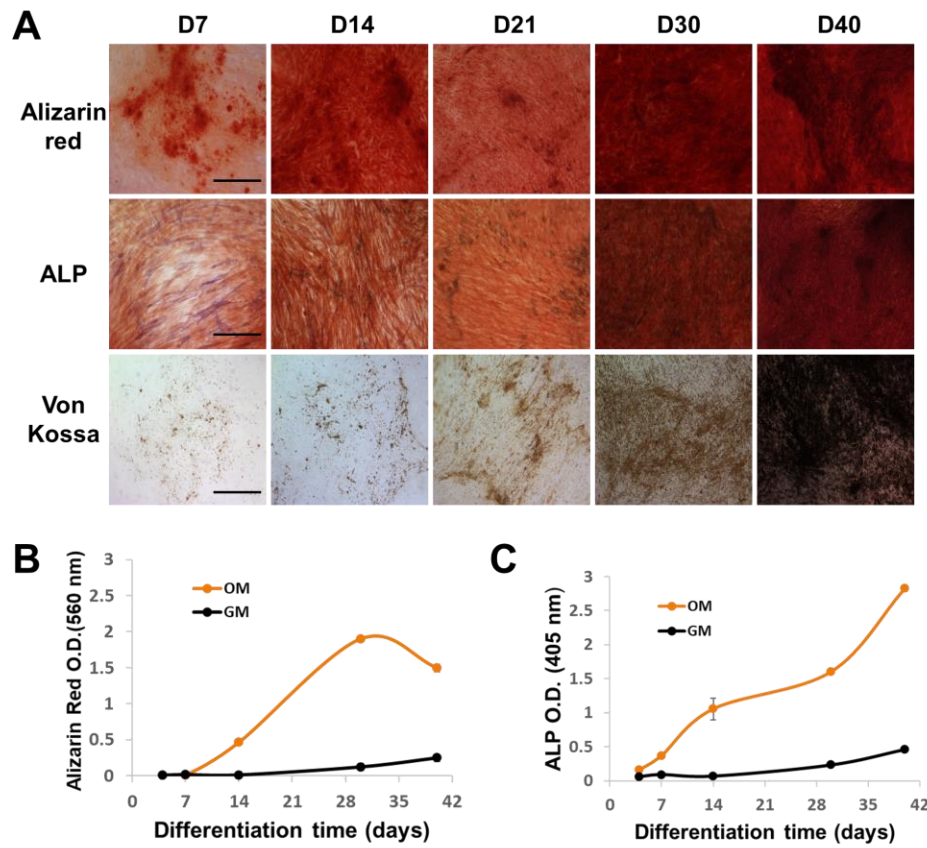 A
D7 D14 D21 D30 D40
Alizarin
red
ALP
Von
Kossa
B
Alizarin Red O.D.(560 nm)
3
2.5
2
1.5
1
0.5
0
OM
GM
0 7 14 21 28 35 42
Differentiation time (days)
C
ALP O.D. (405 nm)
3
2.5
2
1.5
1
0.5
0
OM
GM
0 7 14 21 28 35 42
Differentiation time (days)